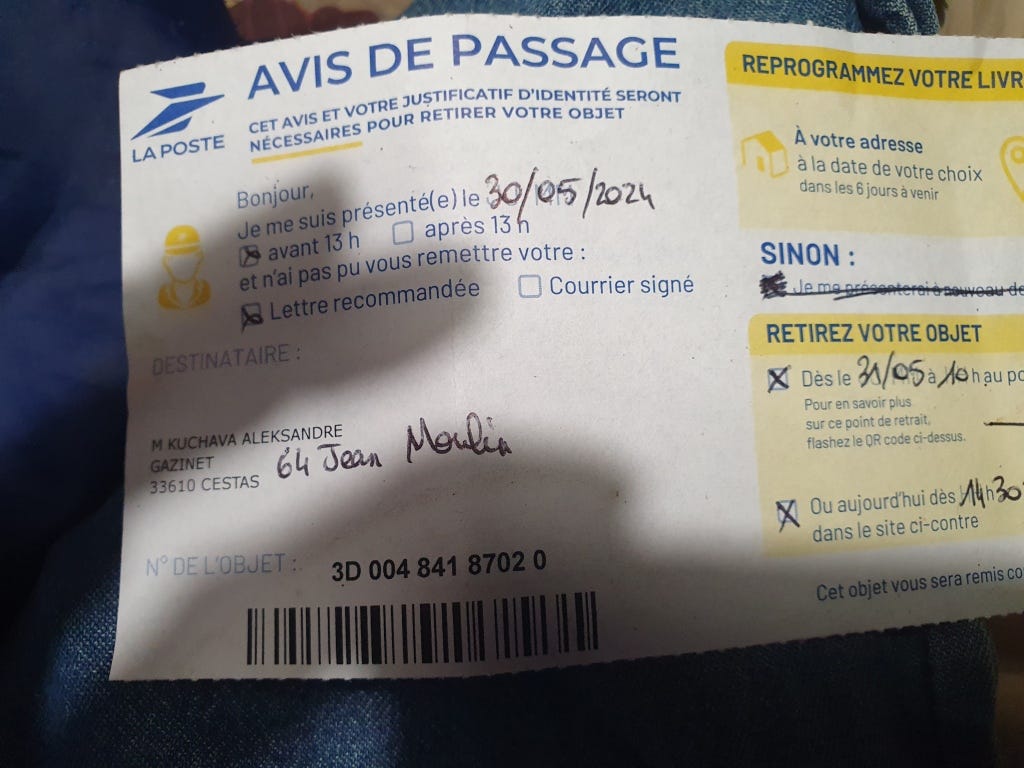 LA POSTE
AVIS DE PASSAGE
CET AVIS ET VOTRE JUSTIFICATIF D'IDENTITÉ SERONT
NÉCESSAIRES POUR RETIRER VOTRE OBJET
Bonjour,
Je me suis présenté(e) le 30/05/2024
avant 13 h après 13 h
et n'ai pas pu vous remettre votre :
Lettre recommandée Courrier signé
DESTINATAIRE :
M KUCHAVA ALEKSANDRE
GAZINET 64 Jean Moulin
33610 CESTAS
N° DE L'OBJET : 3D 004 841 8702 0
REPROGRAMMEZ VOTRE LIVR
À votre adresse
à la date de votre choix
dans les 6 jours à venir
SINON :
Je me présenterai à nouveau de
RETIREZ VOTRE OBJET
Dès le 31/05 à 10 h au po
Pour en savoir plus
sur ce point de retrait,
flashez le QR code ci-dessus.
Ou aujourd'hui dès 14 h 30
dans le site ci-contre
Cet objet vous sera remis co